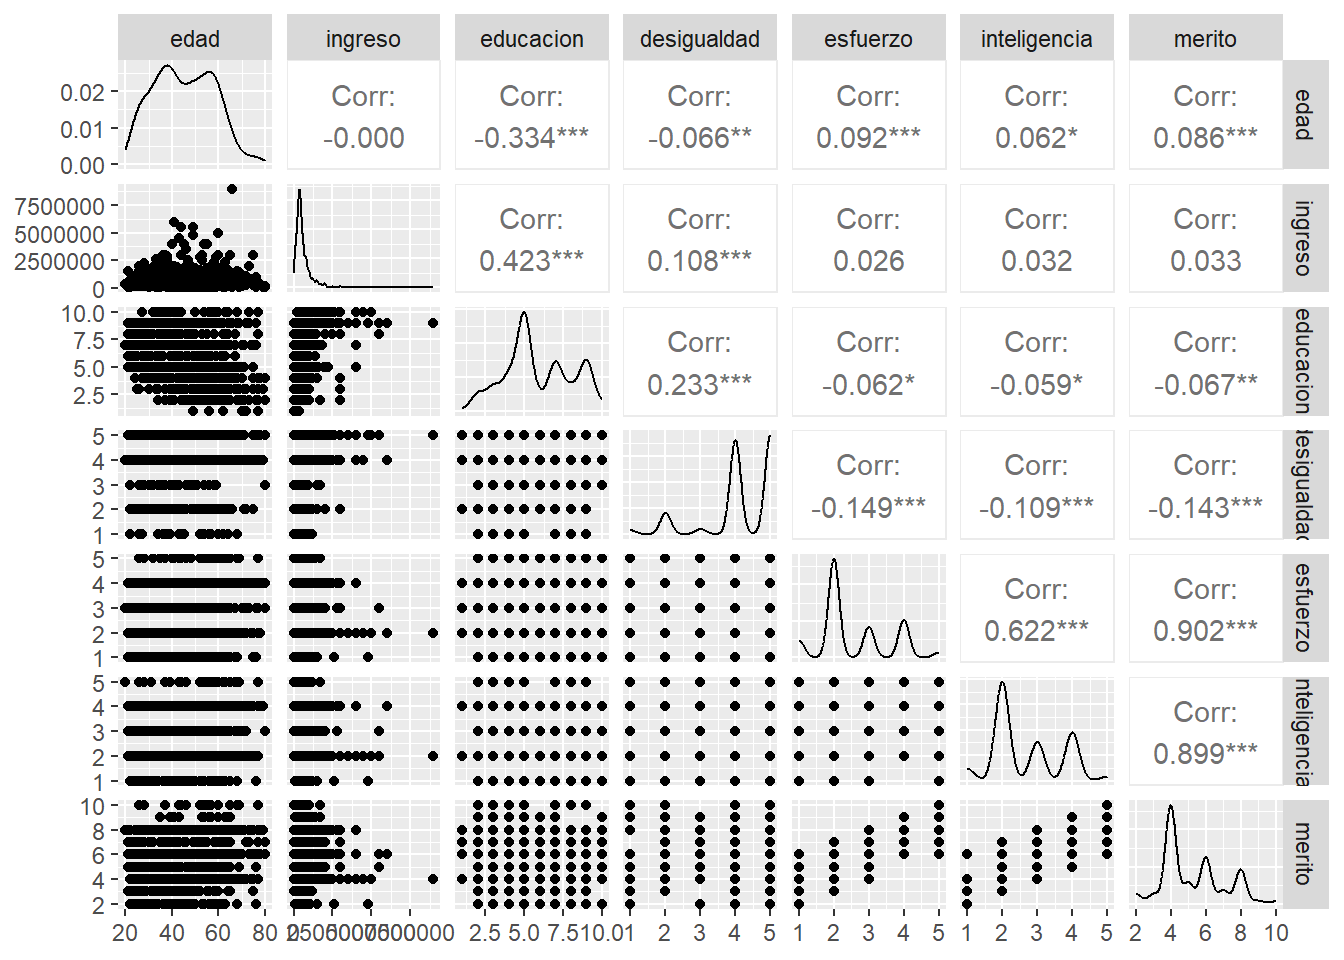 edad ingreso educacion desigualdad esfuerzo inteligencia merito
0.02
0.01
0.00
Corr:
-0.000
Corr:
-0.334***
Corr:
-0.066**
Corr:
0.092***
Corr:
0.062*
Corr:
0.086***
edad
7500000
5000000
2500000
0
Corr:
0.423***
Corr:
0.108***
Corr:
0.026
Corr:
0.032
Corr:
0.033
ingreso
10.0
7.5
5.0
2.5
Corr:
0.233***
Corr:
-0.062*
Corr:
-0.059*
Corr:
-0.067**
educacion
5
4
3
2
1
Corr:
-0.149***
Corr:
-0.109***
Corr:
-0.143***
desigualdad
5
4
3
2
1
Corr:
0.622***
Corr:
0.902***
esfuerzo
5
4
3
2
1
Corr:
0.899***
nteligencia
10
8
6
4
2
merito
20 40 60 80
0 2500000 5000000 7500000
2.5 5.0 7.5 10.0
1 2 3 4 5
1 2 3 4 5
1 2 3 4 5
2 4 6 8 10